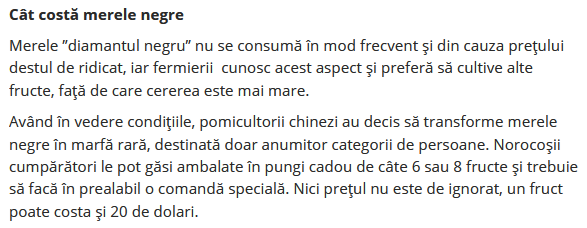 Cât costă merele negre
Merele ”diamantul negru” nu se consumă în mod frecvent și din cauza prețului
destul de ridicat, iar fermierii  cunosc acest aspect și preferă să cultive alte
fructe, față de care cererea este mai mare.
Având în vedere condițiile, pomicultorii chinezi au decis să transforme merele
negre în marfă rară, destinată doar anumitor categorii de persoane. Norocoșii
cumpărători le pot găsi ambalate în pungi cadou de câte 6 sau 8 fructe și trebuie
să facă în prealabil o comandă specială. Nici prețul nu este de ignorat, un fruct
poate costa și 20 de dolari.